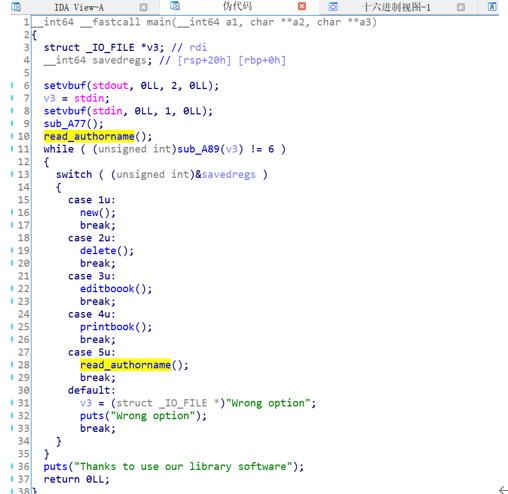 IDA View-A 伪代码 十六进制视图-1
1 __int64 __fastcall main(__int64 a1, char **a2, char **a3)
2 {
3 struct _IO_FILE *v3; // rdi
4 __int64 savedregs; // [rsp+20h] [rbp+0h]
5
6 setvbuf(stdout, 0LL, 2, 0LL);
7 v3 = stdin;
8 setvbuf(stdin, 0LL, 1, 0LL);
9 sub_A77();
10 read_authorname();
11 while ( (unsigned int)sub_A89(v3) != 6 )
12 {
13 switch ( (unsigned int)&savedregs )
14 {
15 case 1u:
16 new();
17 break;
18 case 2u:
19 delete();
20 break;
21 case 3u:
22 editboook();
23 break;
24 case 4u:
25 printbook();
26 break;
27 case 5u:
28 read_authorname();
29 break;
30 default:
31 v3 = (struct _IO_FILE *)"Wrong option";
32 puts("Wrong option");
33 break;
34 }
35 }
36 puts("Thanks to use our library software");
37 return 0LL;
38 }